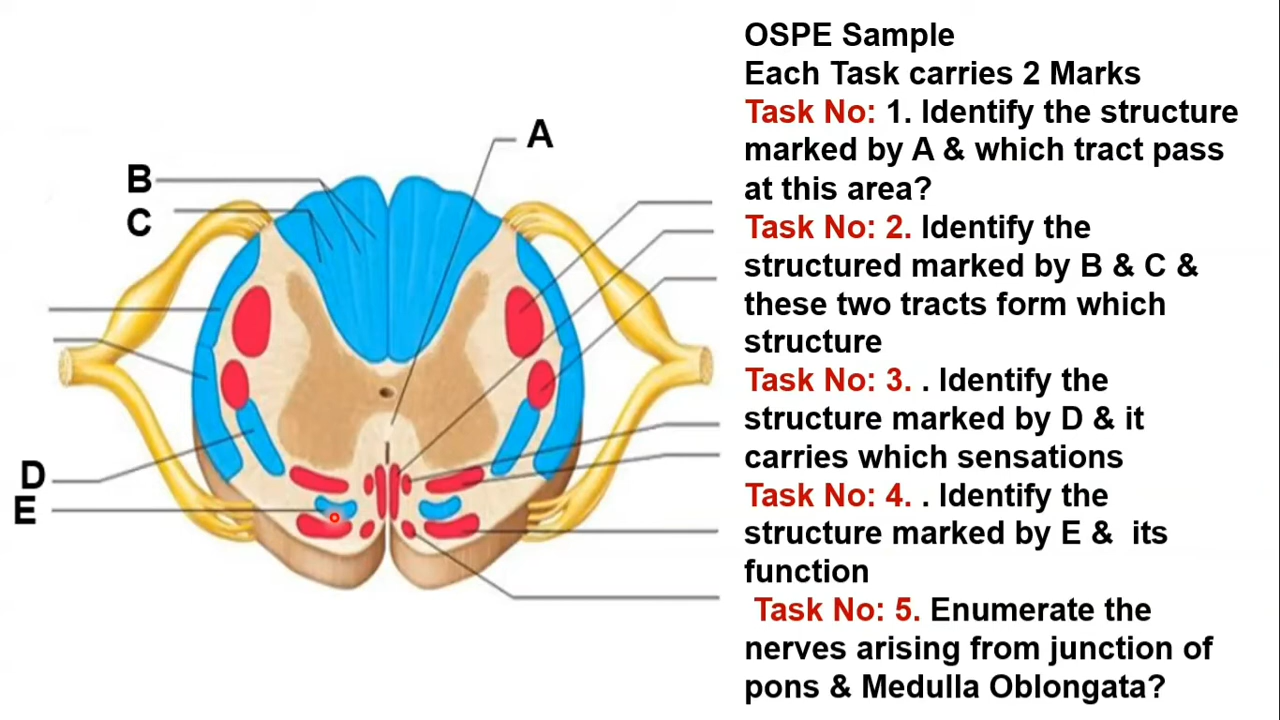 OSPE Sample
Each Task carries 2 Marks
Task No: 1. Identify the structure
marked by A & which tract pass
at this area?
Task No: 2. Identify the
structured marked by B & C &
these two tracts form which
structure
Task No: 3. . Identify the
structure marked by D & it
carries which sensations
Task No: 4. . Identify the
structure marked by E & its
function
Task No: 5. Enumerate the
nerves arising from junction of
pons & Medulla Oblongata?
A
B
C
D
E